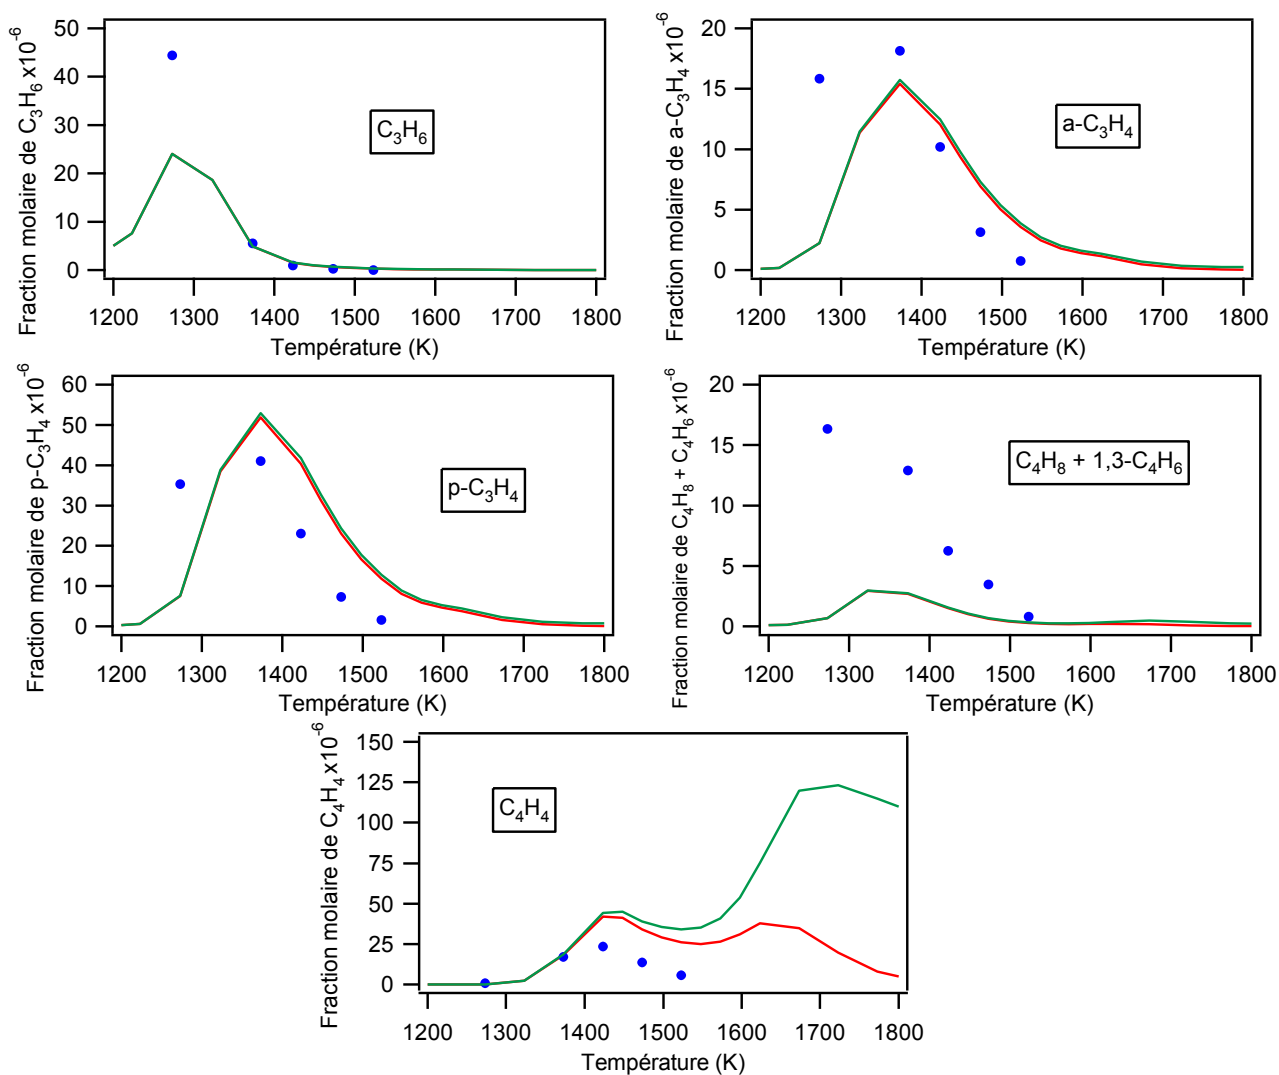 Fraction molaire de C₃H₆ x10⁻⁶
50
40
30
20
10
0
C₃H₆
1200 1300 1400 1500 1600 1700 1800
Température (K)
Fraction molaire de a-C₃H₄ x10⁻⁶
20
15
10
5
0
a-C₃H₄
1200 1300 1400 1500 1600 1700 1800
Température (K)
Fraction molaire de p-C₃H₄ x10⁻⁶
60
50
40
30
20
10
0
p-C₃H₄
1200 1300 1400 1500 1600 1700 1800
Température (K)
Fraction molaire de C₄H₈ + C₄H₆ x10⁻⁶
20
15
10
5
0
C₄H₈ + 1,3-C₄H₆
1200 1300 1400 1500 1600 1700 1800
Température (K)
Fraction molaire de C₄H₄ x10⁻⁶
150
125
100
75
50
25
0
C₄H₄
1200 1300 1400 1500 1600 1700 1800
Température (K)